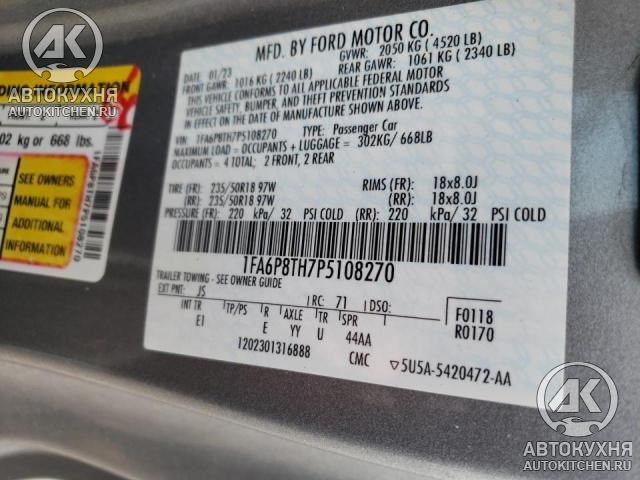 MFD. BY FORD MOTOR CO.
01/23
GVWR: 2050 KG ( 4520 LB)
FRONT GAWR: 1016 KG ( 2240 LB)
REAR GAWR: 1061 KG ( 2340 LB)
THIS VEHICLE CONFORMS TO ALL APPLICABLE FEDERAL MOTOR
VEHICLE SAFETY, BUMPER, AND THEFT PREVENTION STANDARDS
IN EFFECT ON THE DATE OF MANUFACTURE SHOWN ABOVE.
VIN: 1FA6P8TH7P5108270 TYPE: Passenger Car
MAXIMUM LOAD = OCCUPANTS + LUGGAGE = 302KG/ 668LB
OCCUPANTS = 4 TOTAL: 2 FRONT, 2 REAR
TIRE (FR): 235/50R18 97W RIMS (FR): 18x8.0J
(RR): 235/50R18 97W (RR): 18x8.0J
PRESSURE (FR): 220 kPa/ 32 PSI COLD (RR): 220 kPa/ 32 PSI COLD
1FA6P8TH7P5108270
TRAILER TOWING - SEE OWNER GUIDE
EXT PNT: JS RC: 71 DSO:
INT TR TP/PS R AXLE TR SPR
EI E YY U 44AA
F0118
R0170
1202301316888 CMC 5U5A-5420472-AA
02 kg or 668 lbs.
SEE OWNERS
MANUAL FOR
ADDITIONAL
INFORMATION
1FA6P8TH7P5108270
АК
АВТОКУХНЯ
AUTOKITCHEN.RU
АК
АВТОКУХНЯ
AUTOKITCHEN.RU